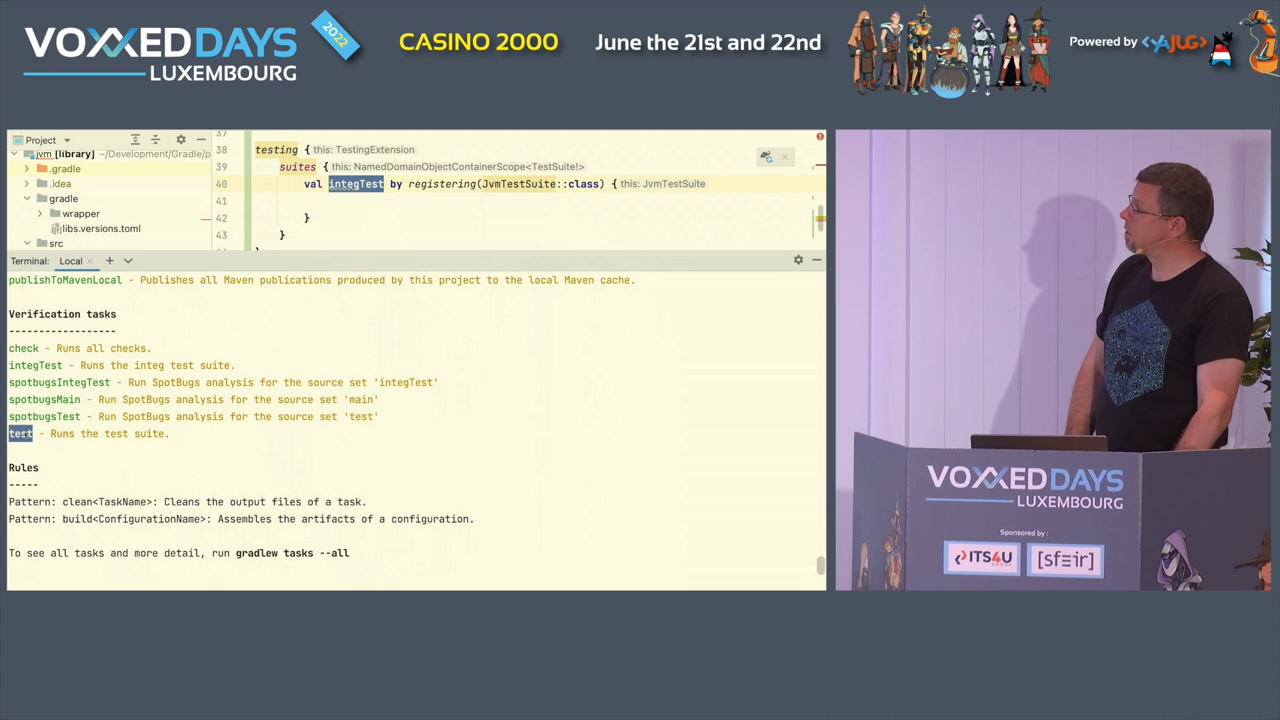 VOXXED DAYS
LUXEMBOURG
2022
CASINO 2000
June the 21st and 22nd
Powered by <YAJUG>
Project
jvm [library] ~/Development/Gradle/p
.gradle
.idea
gradle
wrapper
libs.versions.toml
src
37
38 testing { this: TestingExtension
39 suites { this: NamedDomainObjectContainerScope<TestSuite!>
40 val integTest by registering(JvmTestSuite::class) { this: JvmTestSuite
41
42 }
43 }
Terminal: Local
publishToMavenLocal - Publishes all Maven publications produced by this project to the local Maven cache.
Verification tasks
------------------
check - Runs all checks.
integTest - Runs the integ test suite.
spotbugsIntegTest - Run SpotBugs analysis for the source set 'integTest'
spotbugsMain - Run SpotBugs analysis for the source set 'main'
spotbugsTest - Run SpotBugs analysis for the source set 'test'
test - Runs the test suite.
Rules
-----
Pattern: clean<TaskName>: Cleans the output files of a task.
Pattern: build<ConfigurationName>: Assembles the artifacts of a configuration.
To see all tasks and more detail, run gradlew tasks --all
VOXXED DAYS
LUXEMBOURG
Sponsored by :
ITS4U
[sfeir]